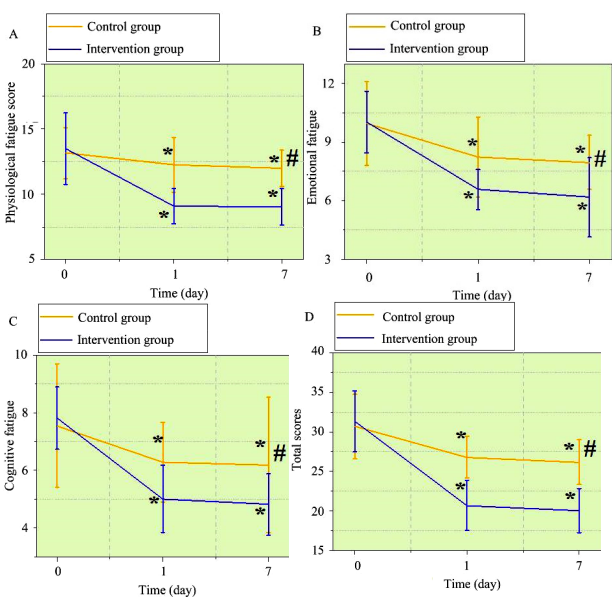 A
Control group
Intervention group
Physiological fatigue score
20
15
10
5
*
*
*
*
#
0
1
7
Time (day)
B
Control group
Intervention group
Emotional fatigue
12
9
6
3
*
*
*
*
#
0
1
7
Time (day)
C
Control group
Intervention group
Cognitive fatigue
10
8
6
4
*
*
*
*
#
0
1
7
Time (day)
D
Control group
Intervention group
Total scores
40
35
30
25
20
15
*
*
*
*
#
0
1
7
Time (day)